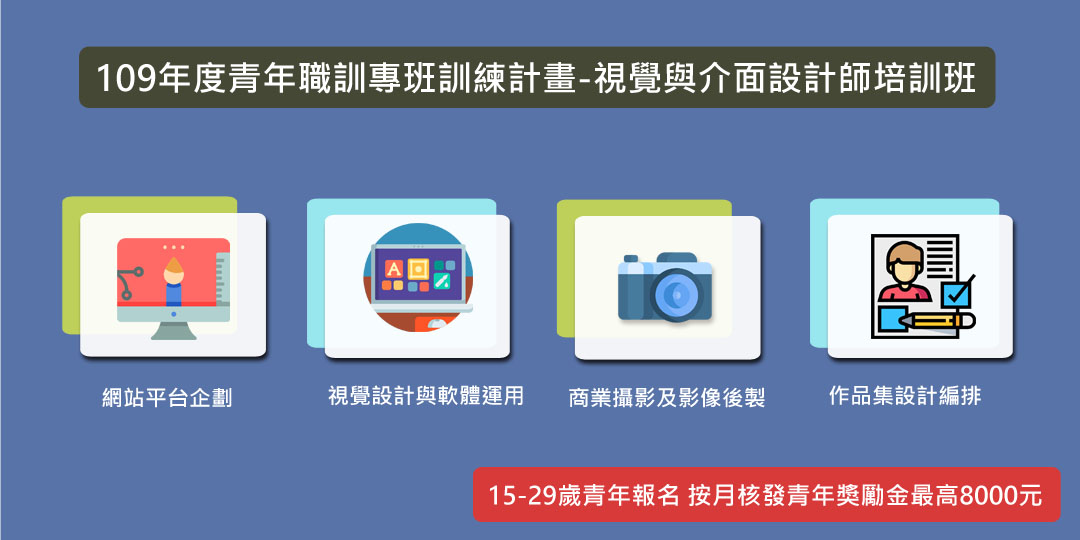 109年度青年職訓專班訓練計畫-視覺與介面設計師培訓班
A
網站平台企劃
視覺設計與軟體運用
商業攝影及影像後製
作品集設計編排
15-29歲青年報名 按月核發青年獎勵金最高8000元